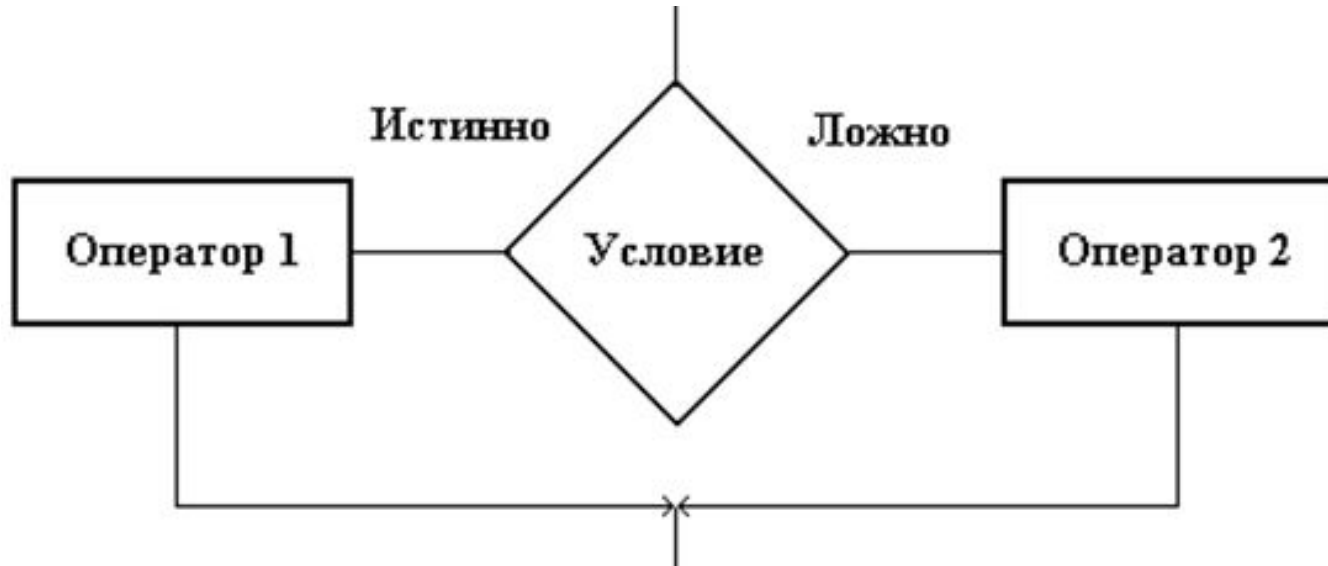 Истинно
Ложно
Оператор 1
Условие
Оператор 2